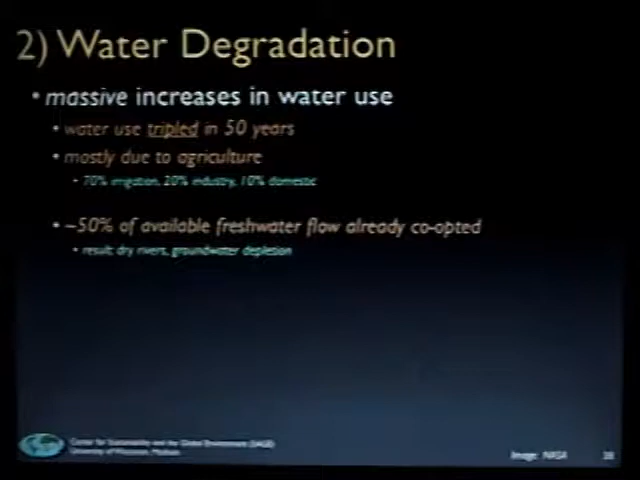 2) Water Degradation
• massive increases in water use
• water use tripled in 50 years
• mostly due to agriculture
• 70% irrigation, 20% industry, 10% domestic
• ~50% of available freshwater flow already co-opted
• result: dry rivers, groundwater depletion
Center for Sustainability and the Global Environment (SAGE)
University of Wisconsin, Madison
Image: NASA